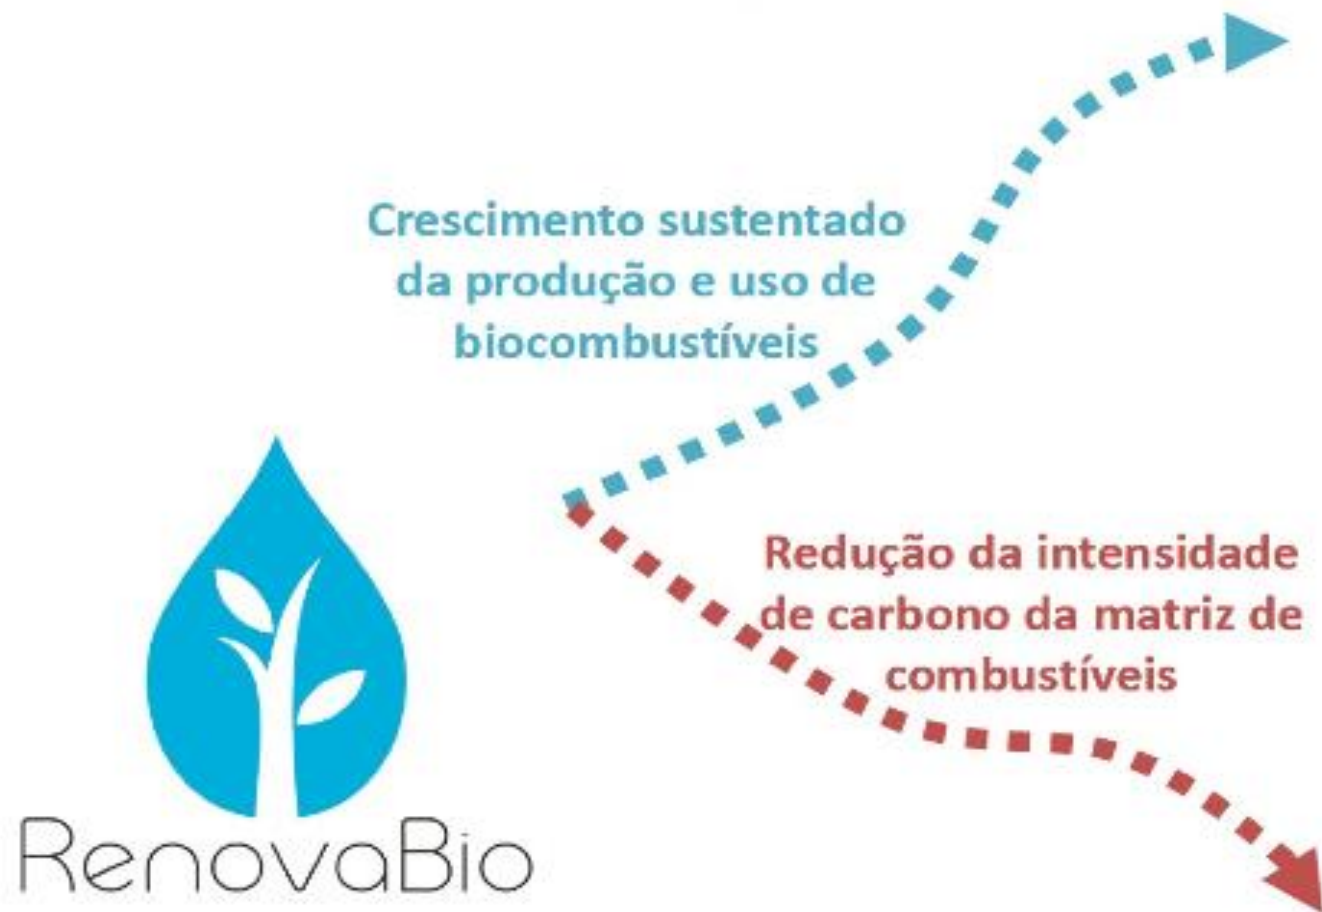 Crescimento sustentado
da produção e uso de
biocombustíveis
Redução da intensidade
de carbono da matriz de
combustíveis
RenovaBio